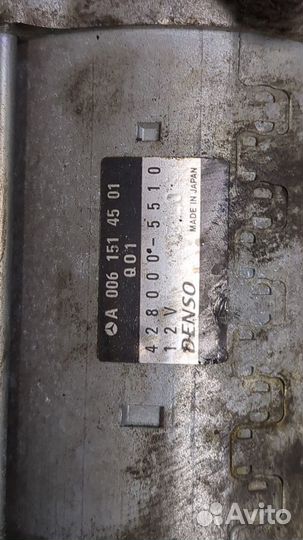 A 006 151 45 01
Q01
428000-5510
12V
DENSO
MADE IN JAPAN
Avito